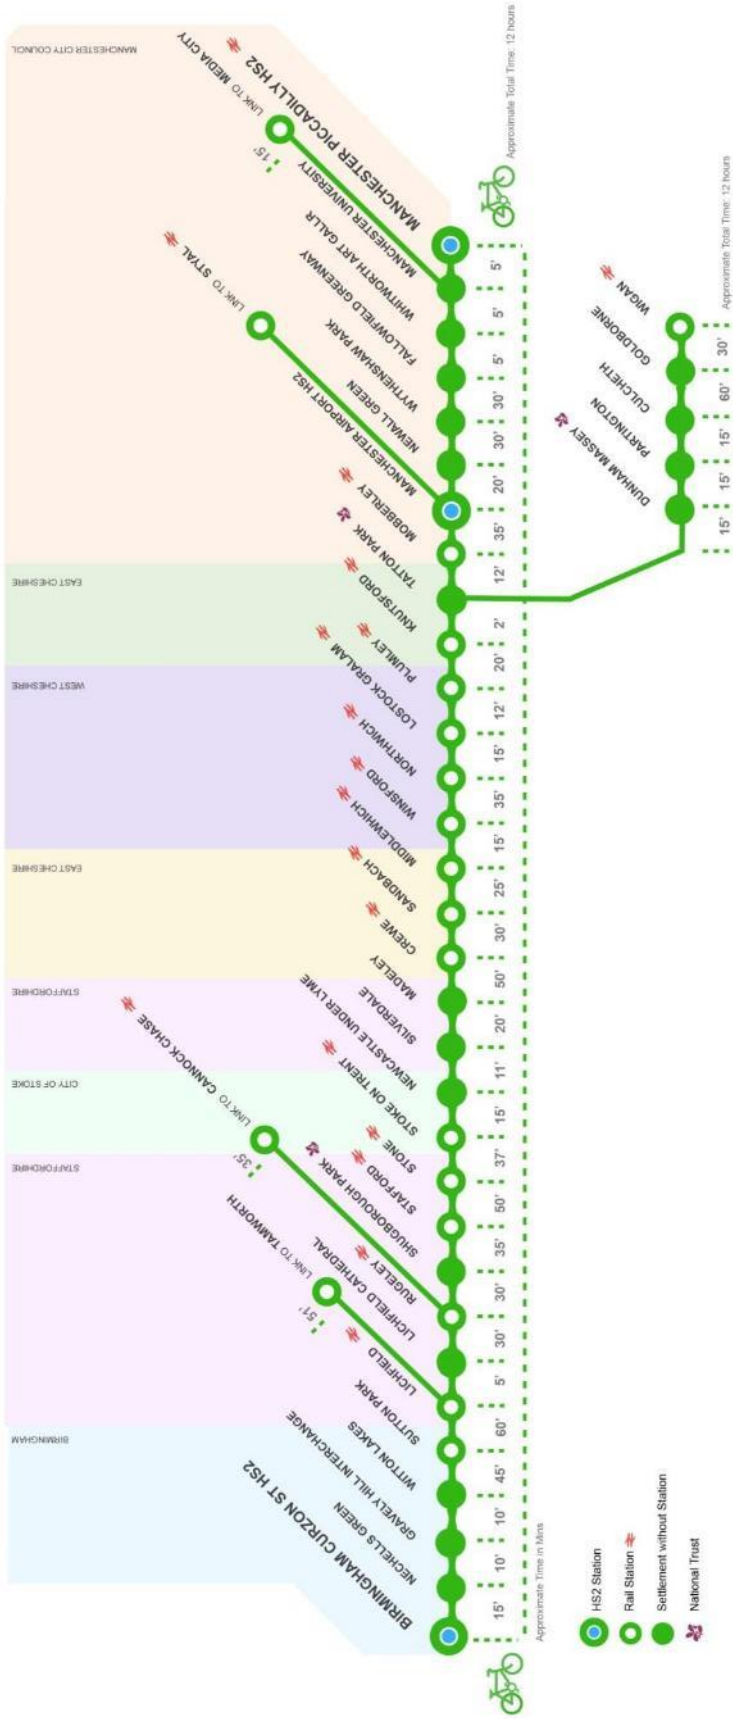 MANCHESTER CITY COUNCIL
EAST CHESHIRE
WEST CHESHIRE
EAST CHESHIRE
STAFFORDSHIRE
CITY OF STOKE
STAFFORDSHIRE
BIRMINGHAM
MANCHESTER PICCADILLY HS2
LINK TO MEDIA CITY
15'
MANCHESTER UNIVERSITY
WHITWORTH ART GALLR
FALLOWFIELD GREENWAY
WYTHENSHAW PARK
NEWALL GREEN
LINK TO STYAL
MANCHESTER AIRPORT HS2
MOBBERLEY
TATTON PARK
KNUTSFORD
PLUMLEY
LOSTOCK GRALAM
NORTHWICH
WINSFORD
MIDDLEWHICH
SANDBACH
CREWE
MADELEY
SILVERDALE
NEWCASTLE UNDER LYME
STOKE ON TRENT
STONE
STAFFORD
SHUGBOROUGH PARK
LINK TO CANNOCK CHASE
35'
RUGELEY
LICHFIELD CATHEDRAL
LINK TO TAMWORTH
51'
LICHFIELD
SUTTON PARK
WITTON LAKES
GRAVELY HILL INTERCHANGE
NECHELLS GREEN
BIRMINGHAM CURZON ST HS2
5'
5'
5'
30'
30'
20'
35'
12'
2'
20'
12'
15'
35'
15'
25'
30'
50'
20'
11'
15'
37'
50'
35'
30'
30'
5'
60'
45'
10'
10'
15'
Approximate Total Time: 12 hours
Approximate Time in Mins
WIGAN
GOLDBORNE
CULCHETH
PARTINGTON
DUNHAM MASSEY
30'
60'
15'
15'
15'
Approximate Total Time: 12 hours
HS2 Station
Rail Station
Settlement without Station
National Trust